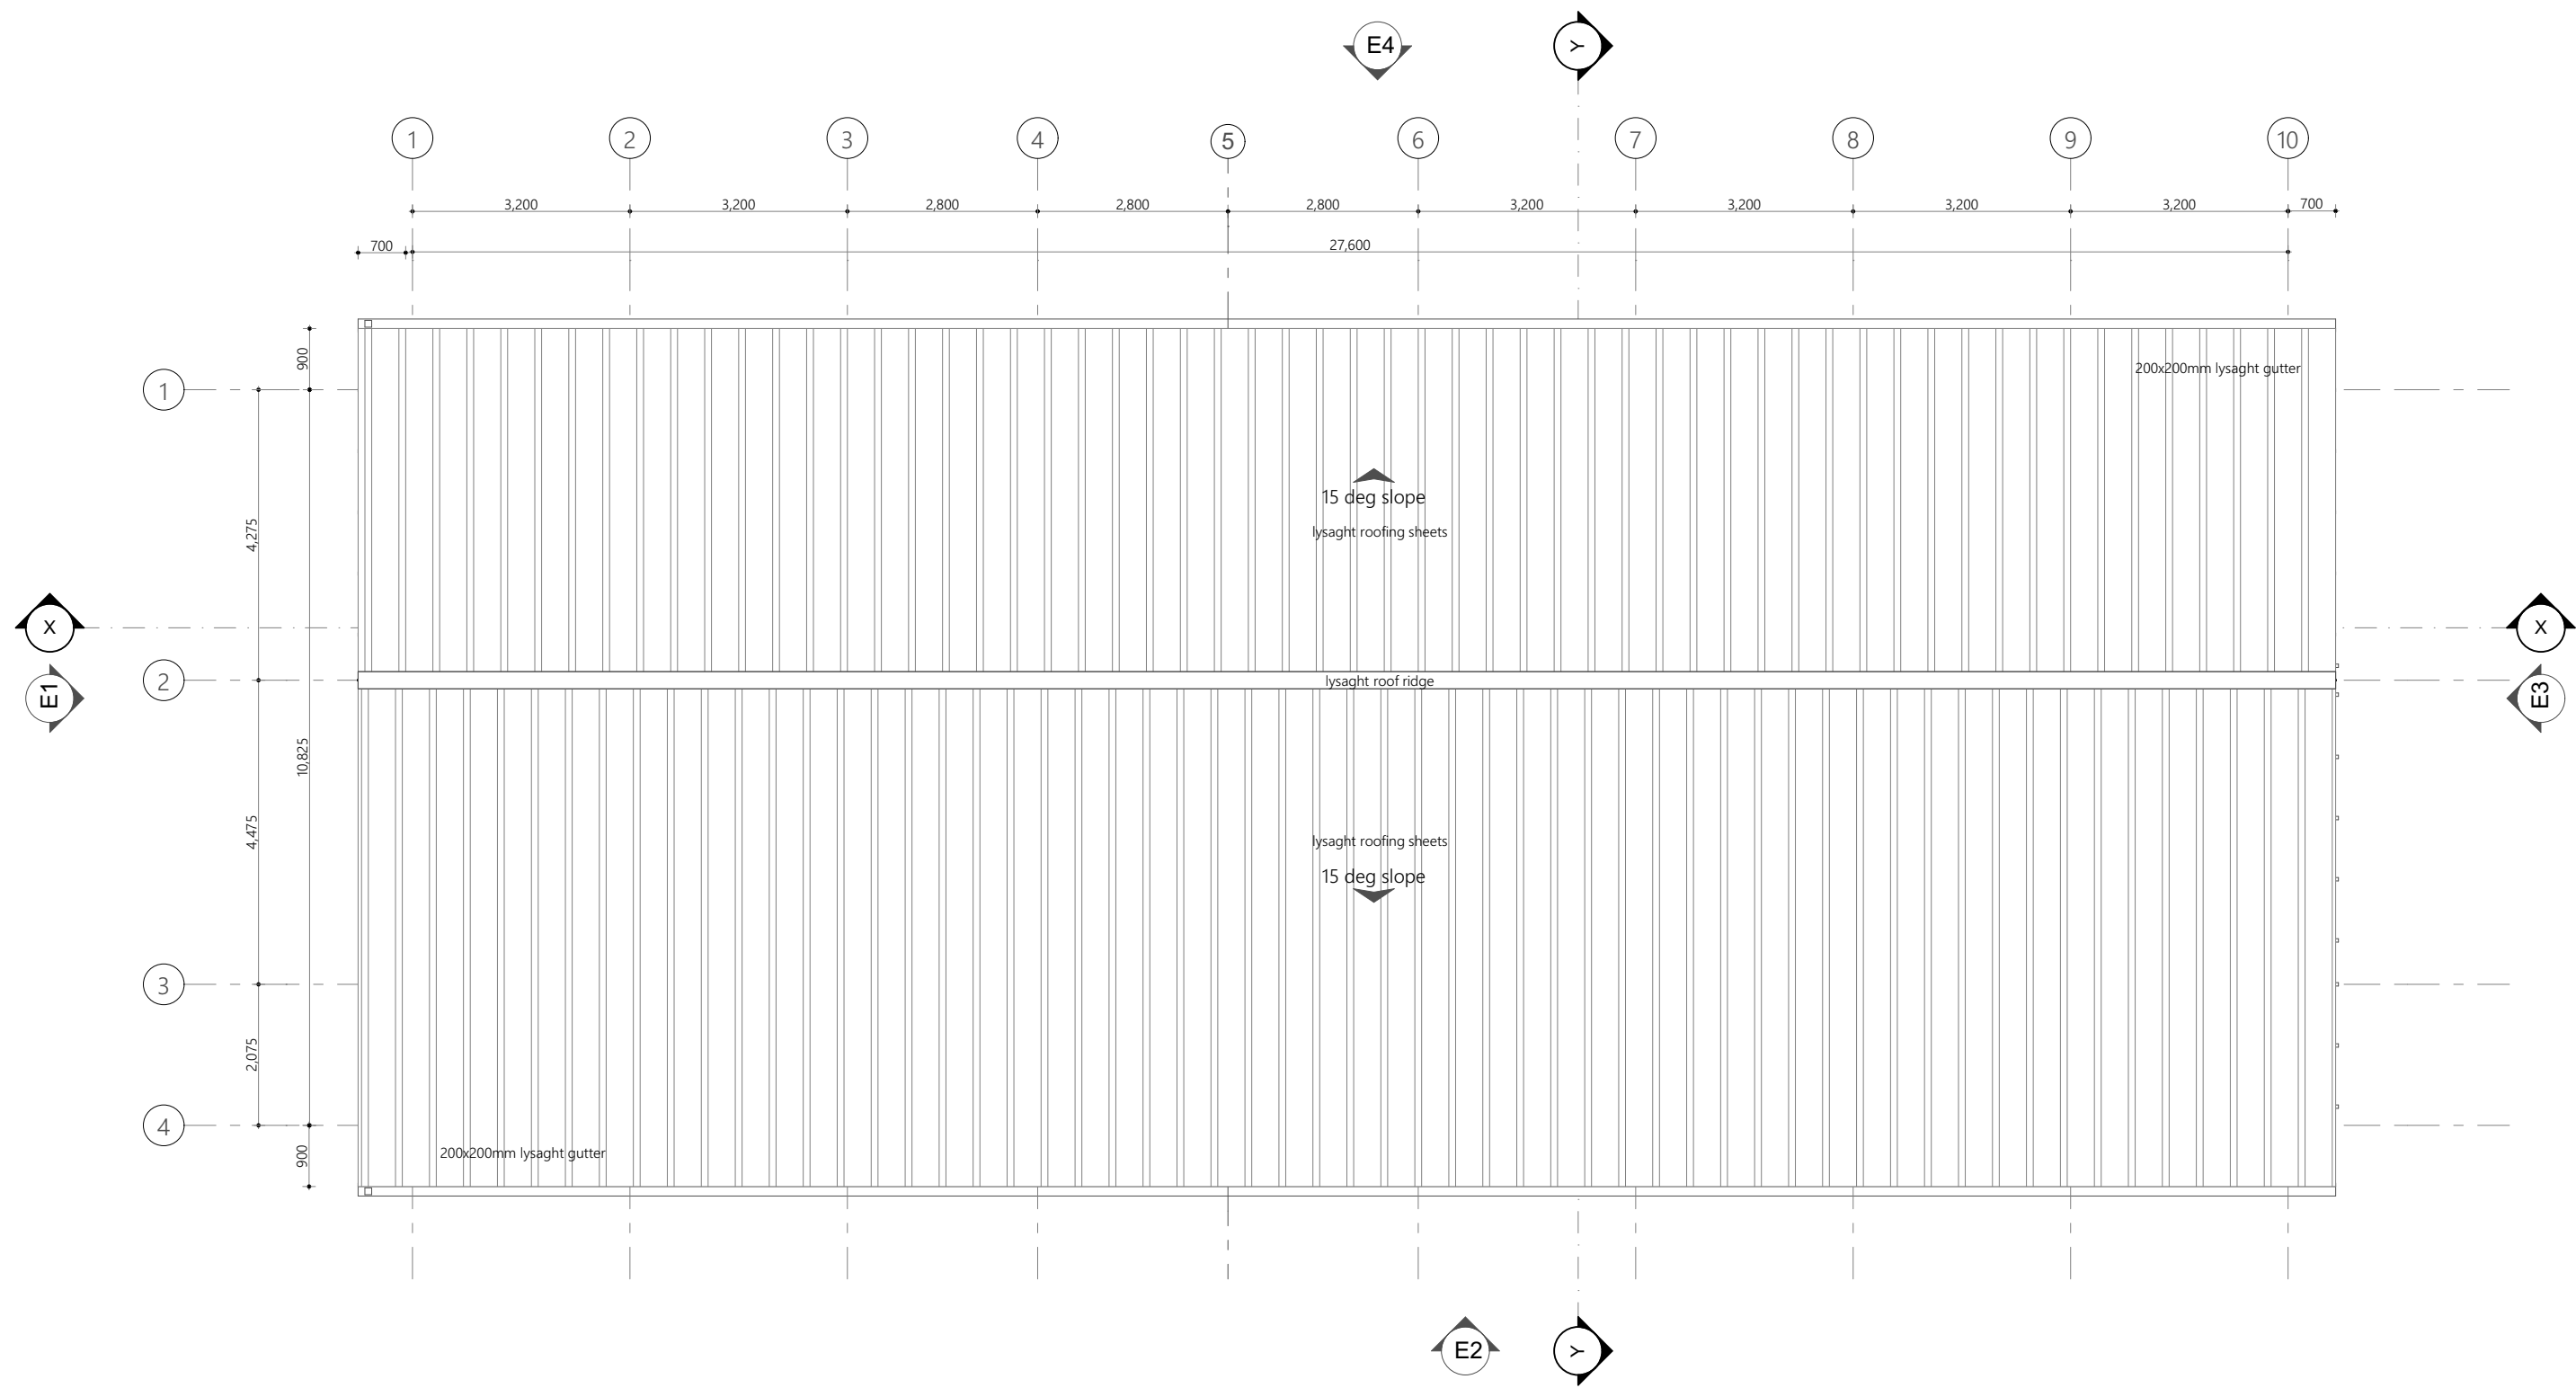 E4
Y
1 2 3 4 5 6 7 8 9 10
3,200 3,200 2,800 2,800 2,800 3,200 3,200 3,200 3,200 700
700 27,600
900
200x200mm lysaght gutter
1
15 deg slope
4,275
lysaght roofing sheets
X X
2 lysaght roof ridge
E1 E3
10,825
4,475
lysaght roofing sheets
15 deg slope
3
2,075
4
900
200x200mm lysaght gutter
E2
Y